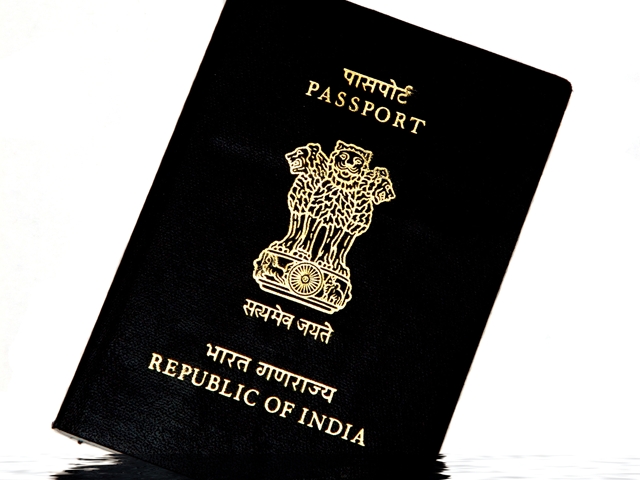 पासपोर्ट
PASSPORT
सत्यमेव जयते
भारत गणराज्य
REPUBLIC OF INDIA